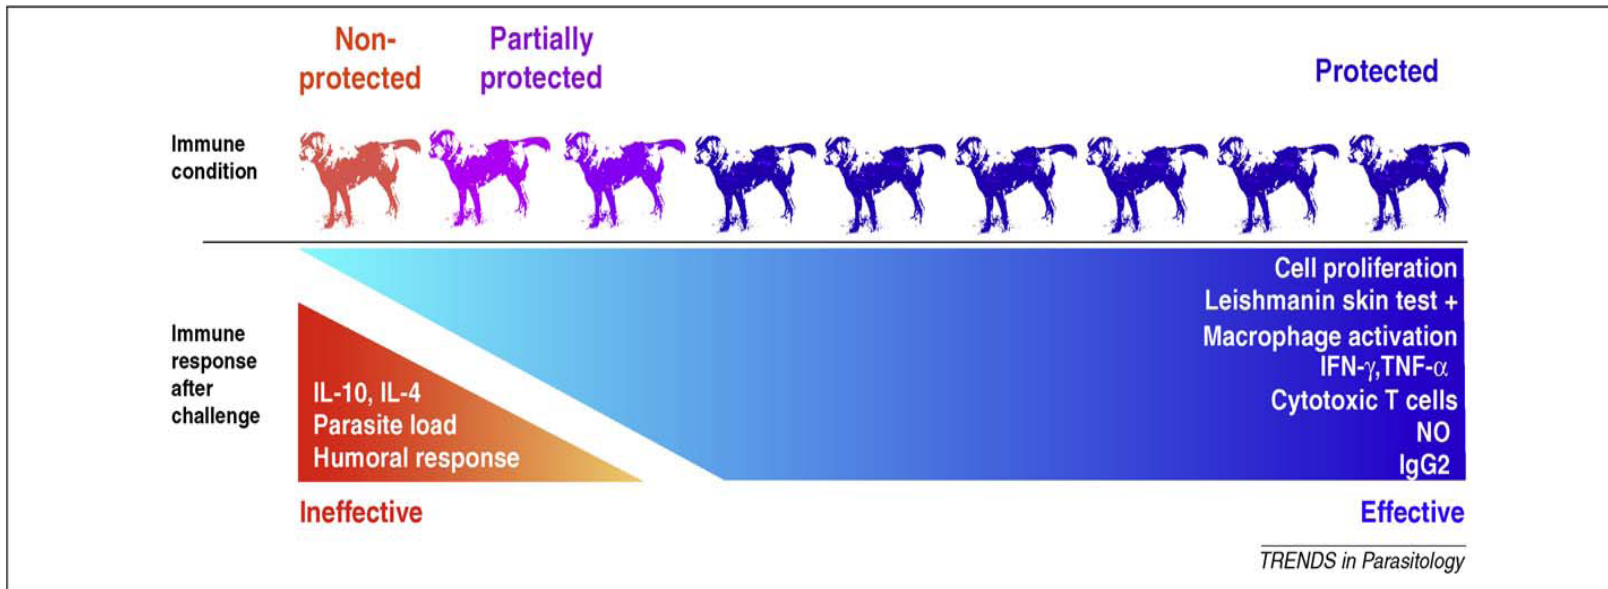 Non-
protected
Partially
protected
Protected
Immune
condition
Immune
response
after
challenge
IL-10, IL-4
Parasite load
Humoral response
Cell proliferation
Leishmanin skin test +
Macrophage activation
IFN-γ,TNF-α
Cytotoxic T cells
NO
IgG2
Ineffective
Effective
TRENDS in Parasitology